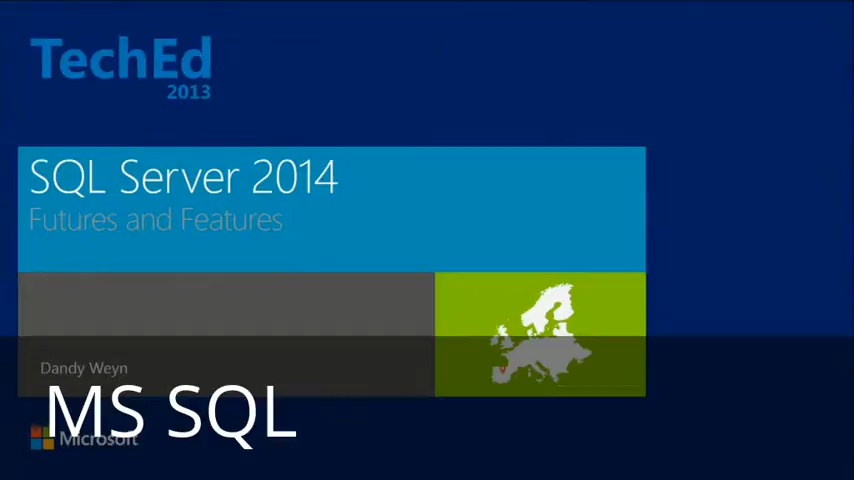 TechEd
2013
SQL Server 2014
Futures and Features
Dandy Weyn
MS SQL
Microsoft